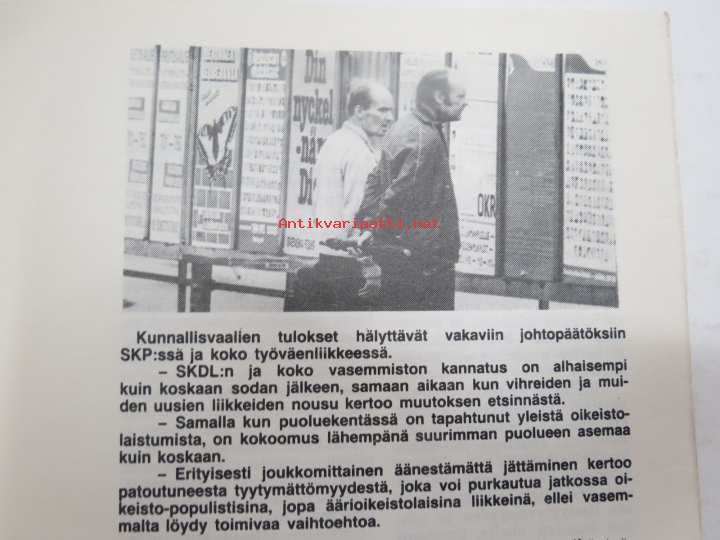 Din
nyckel
-när
Di
OKR
Antikvariaatti.net
Kunnallisvaalien tulokset hälyttävät vakaviin johtopäätöksiin
SKP:ssä ja koko työväenliikkeessä.
– SKDL:n ja koko vasemmiston kannatus on alhaisempi
kuin koskaan sodan jälkeen, samaan aikaan kun vihreiden ja mui-
den uusien liikkeiden nousu kertoo muutoksen etsinnästä.
– Samalla kun puoluekentässä on tapahtunut yleistä oikeisto-
laistumista, on kokoomus lähempänä suurimman puolueen asemaa
kuin koskaan.
– Erityisesti joukkomittainen äänestämättä jättäminen kertoo
patoutuneesta tyytymättömyydestä, joka voi purkautua jatkossa oi-
keisto-populistisina, jopa äärioikeistolaisina liikkeinä, ellei vasem-
malta löydy toimivaa vaihtoehtoa.